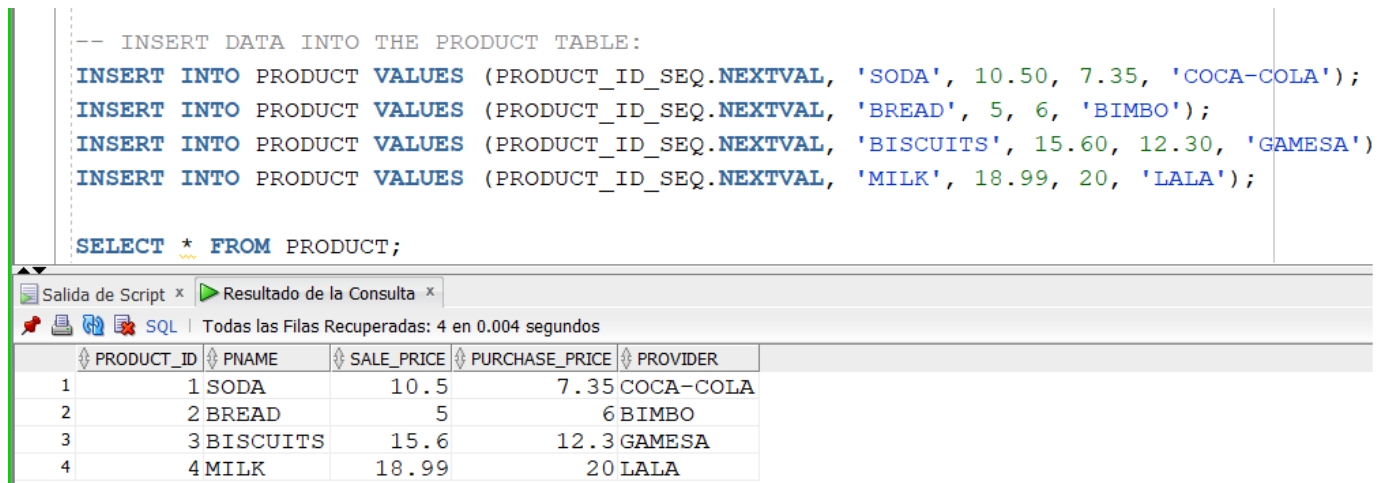 -- INSERT DATA INTO THE PRODUCT TABLE:
INSERT INTO PRODUCT VALUES (PRODUCT_ID_SEQ.NEXTVAL, 'SODA', 10.50, 7.35, 'COCA-COLA');
INSERT INTO PRODUCT VALUES (PRODUCT_ID_SEQ.NEXTVAL, 'BREAD', 5, 6, 'BIMBO');
INSERT INTO PRODUCT VALUES (PRODUCT_ID_SEQ.NEXTVAL, 'BISCUITS', 15.60, 12.30, 'GAMESA')
INSERT INTO PRODUCT VALUES (PRODUCT_ID_SEQ.NEXTVAL, 'MILK', 18.99, 20, 'LALA');
SELECT * FROM PRODUCT;
Salida de Script x Resultado de la Consulta x
SQL | Todas las Filas Recuperadas: 4 en 0.004 segundos
PRODUCT_ID PNAME SALE_PRICE PURCHASE_PRICE PROVIDER
1 1 SODA 10.5 7.35 COCA-COLA
2 2 BREAD 5 6 BIMBO
3 3 BISCUITS 15.6 12.3 GAMESA
4 4 MILK 18.99 20 LALA